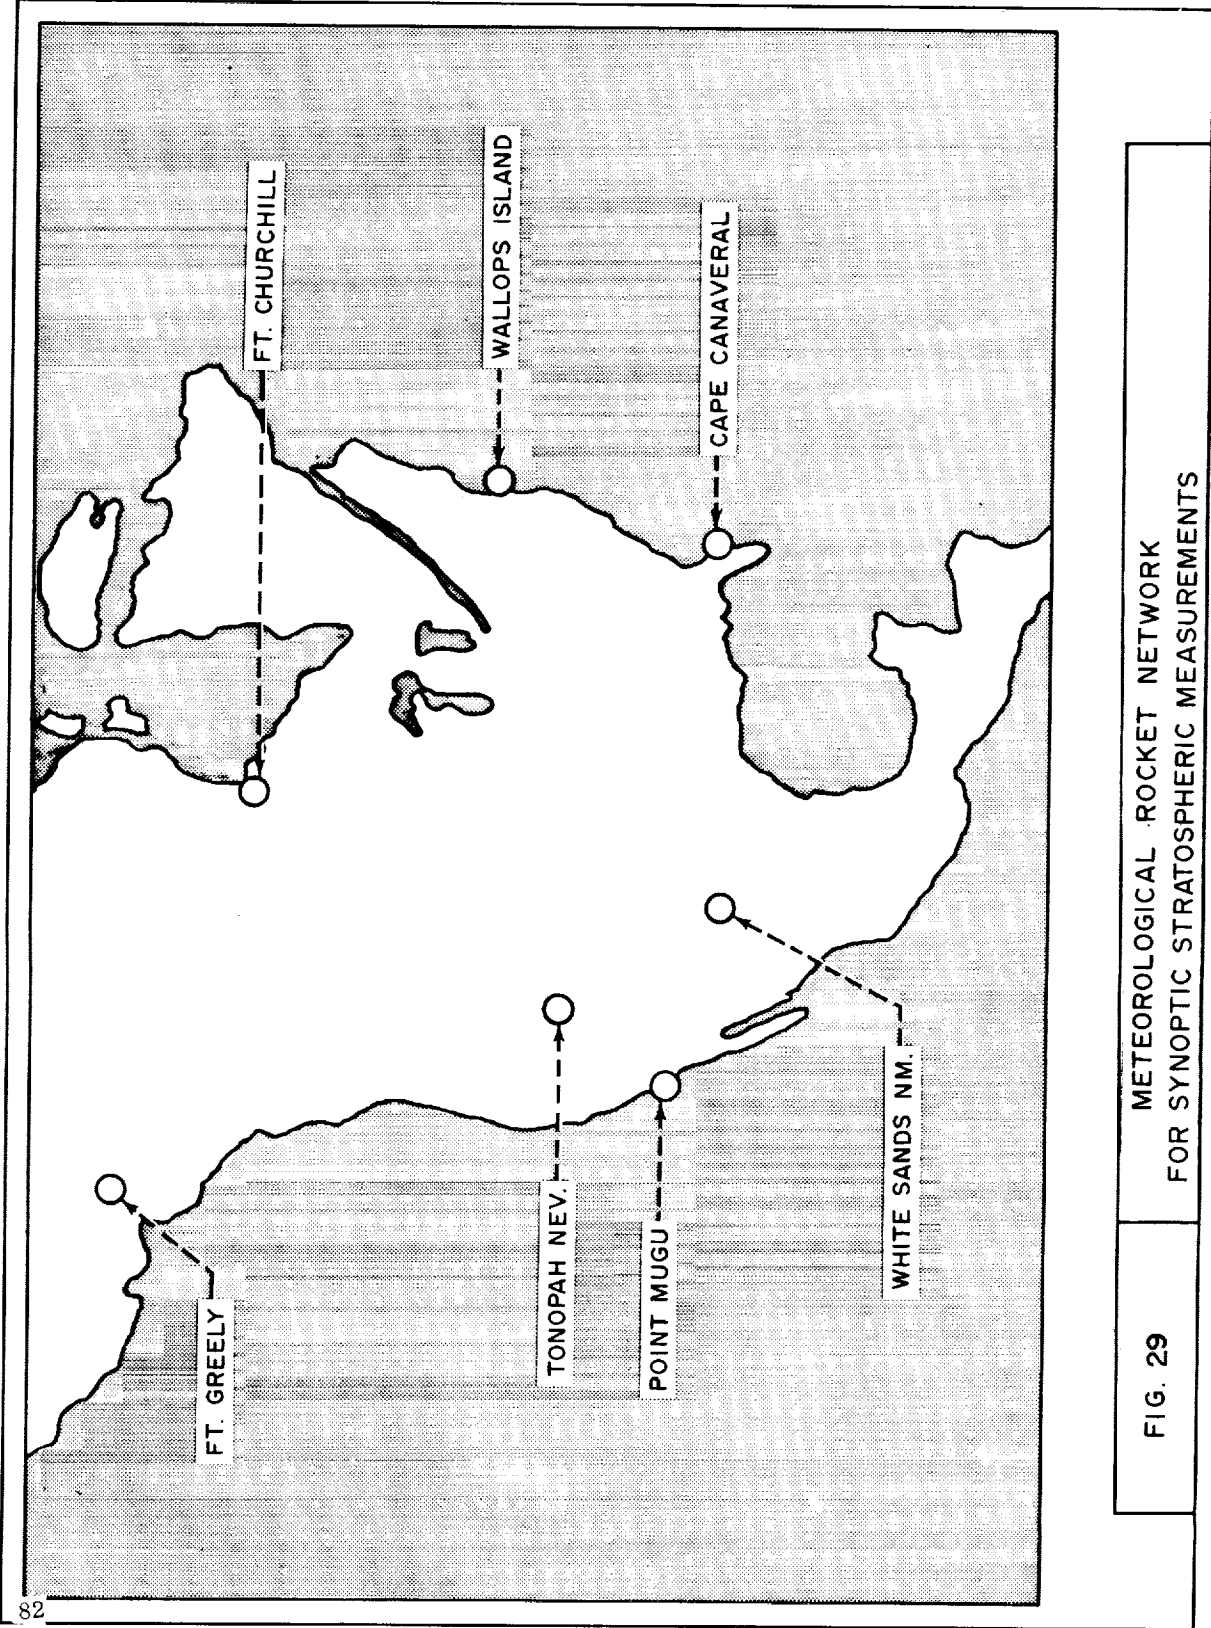 82
FT. GREELY
FT. CHURCHILL
TONOPAH NEV.
WALLOPS ISLAND
POINT MUGU
CAPE CANAVERAL
WHITE SANDS NM.
FIG. 29
METEOROLOGICAL ROCKET NETWORK
FOR SYNOPTIC STRATOSPHERIC MEASUREMENTS